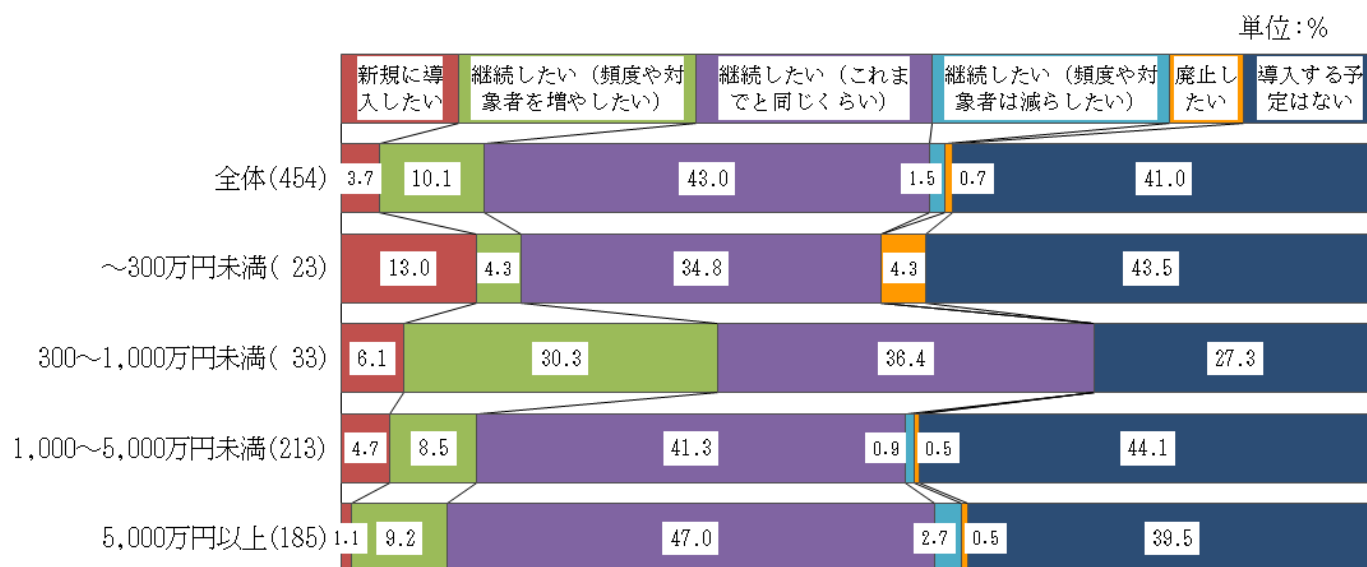 単位:%
新規に導
入したい
継続したい（頻度や対
象者を増やしたい）
継続したい（これま
でと同じくらい）
継続したい（頻度や対
象者は減らしたい）
廃止し
たい
導入する予
定はない
全体(454) 3.7 10.1 43.0 1.5 0.7 41.0
～300万円未満( 23) 13.0 4.3 34.8 4.3 43.5
300～1,000万円未満( 33) 6.1 30.3 36.4 27.3
1,000～5,000万円未満(213) 4.7 8.5 41.3 0.9 0.5 44.1
5,000万円以上(185) 1.1 9.2 47.0 2.7 0.5 39.5